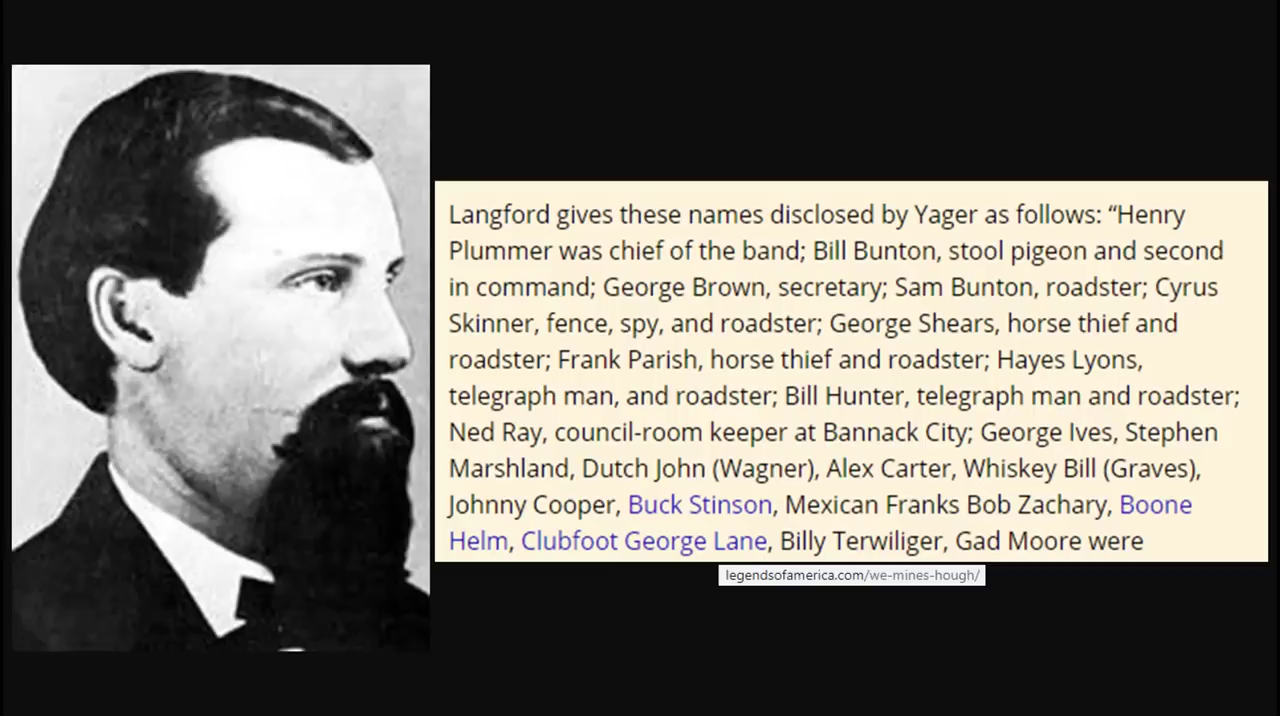 Langford gives these names disclosed by Yager as follows: “Henry
Plummer was chief of the band; Bill Bunton, stool pigeon and second
in command; George Brown, secretary; Sam Bunton, roadster; Cyrus
Skinner, fence, spy, and roadster; George Shears, horse thief and
roadster; Frank Parish, horse thief and roadster; Hayes Lyons,
telegraph man, and roadster; Bill Hunter, telegraph man and roadster;
Ned Ray, council-room keeper at Bannack City; George Ives, Stephen
Marshland, Dutch John (Wagner), Alex Carter, Whiskey Bill (Graves),
Johnny Cooper, Buck Stinson, Mexican Franks Bob Zachary, Boone
Helm, Clubfoot George Lane, Billy Terwiliger, Gad Moore were
legendsofamerica.com/we-mines-hough/